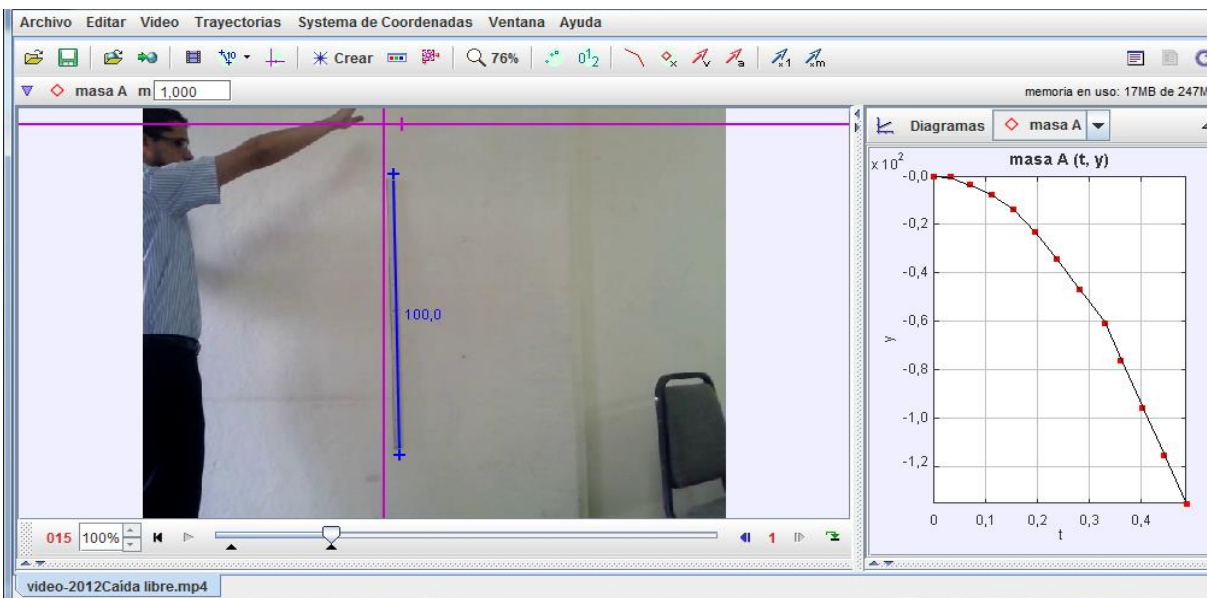 Archivo Editar Video Trayectorias Systema de Coordenadas Ventana Ayuda
Crear 76%
masa A m 1,000
memoria en uso: 17MB de 247M
Diagramas masa A
masa A (t, y)
x 10²
-0,0
-0,2
-0,4
-0,6
-0,8
-1,0
-1,2
y
0 0,1 0,2 0,3 0,4
t
100,0
015 100% 1
video-2012Caída libre.mp4